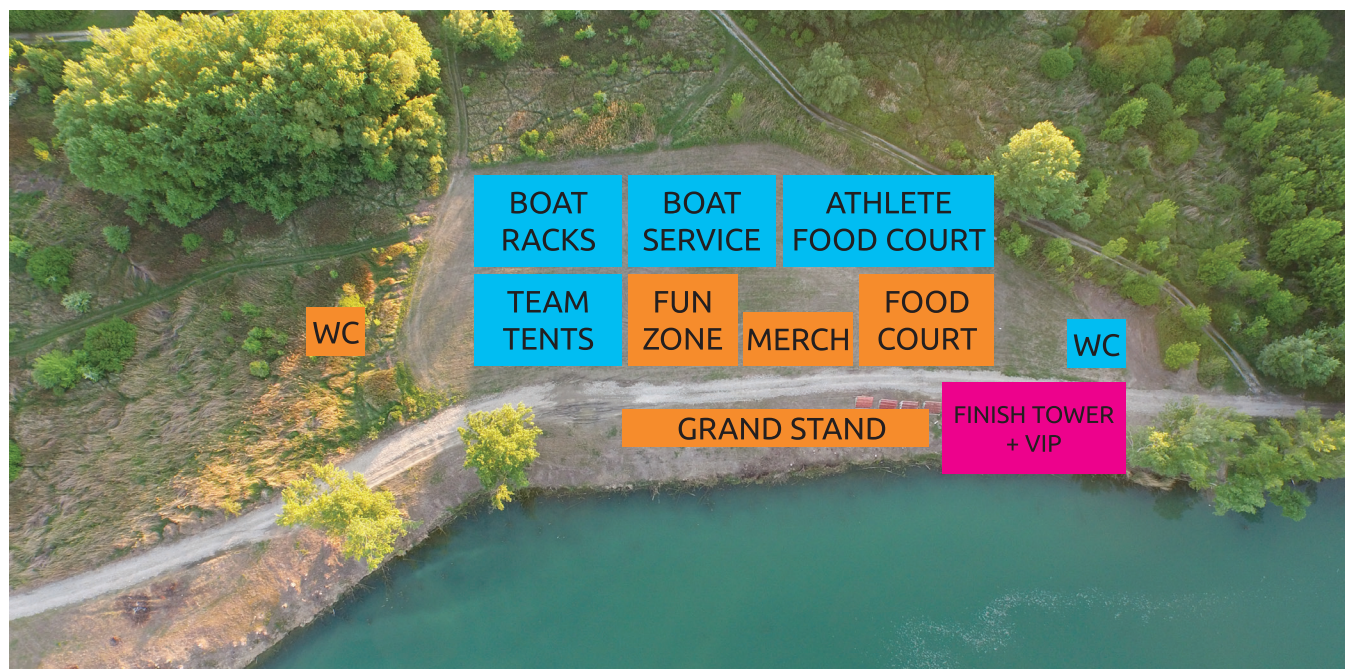 BOAT
RACKS
BOAT
SERVICE
ATHLETE
FOOD COURT
TEAM
TENTS
FUN
ZONE
MERCH
FOOD
COURT
WC
WC
GRAND STAND
FINISH TOWER
+ VIP